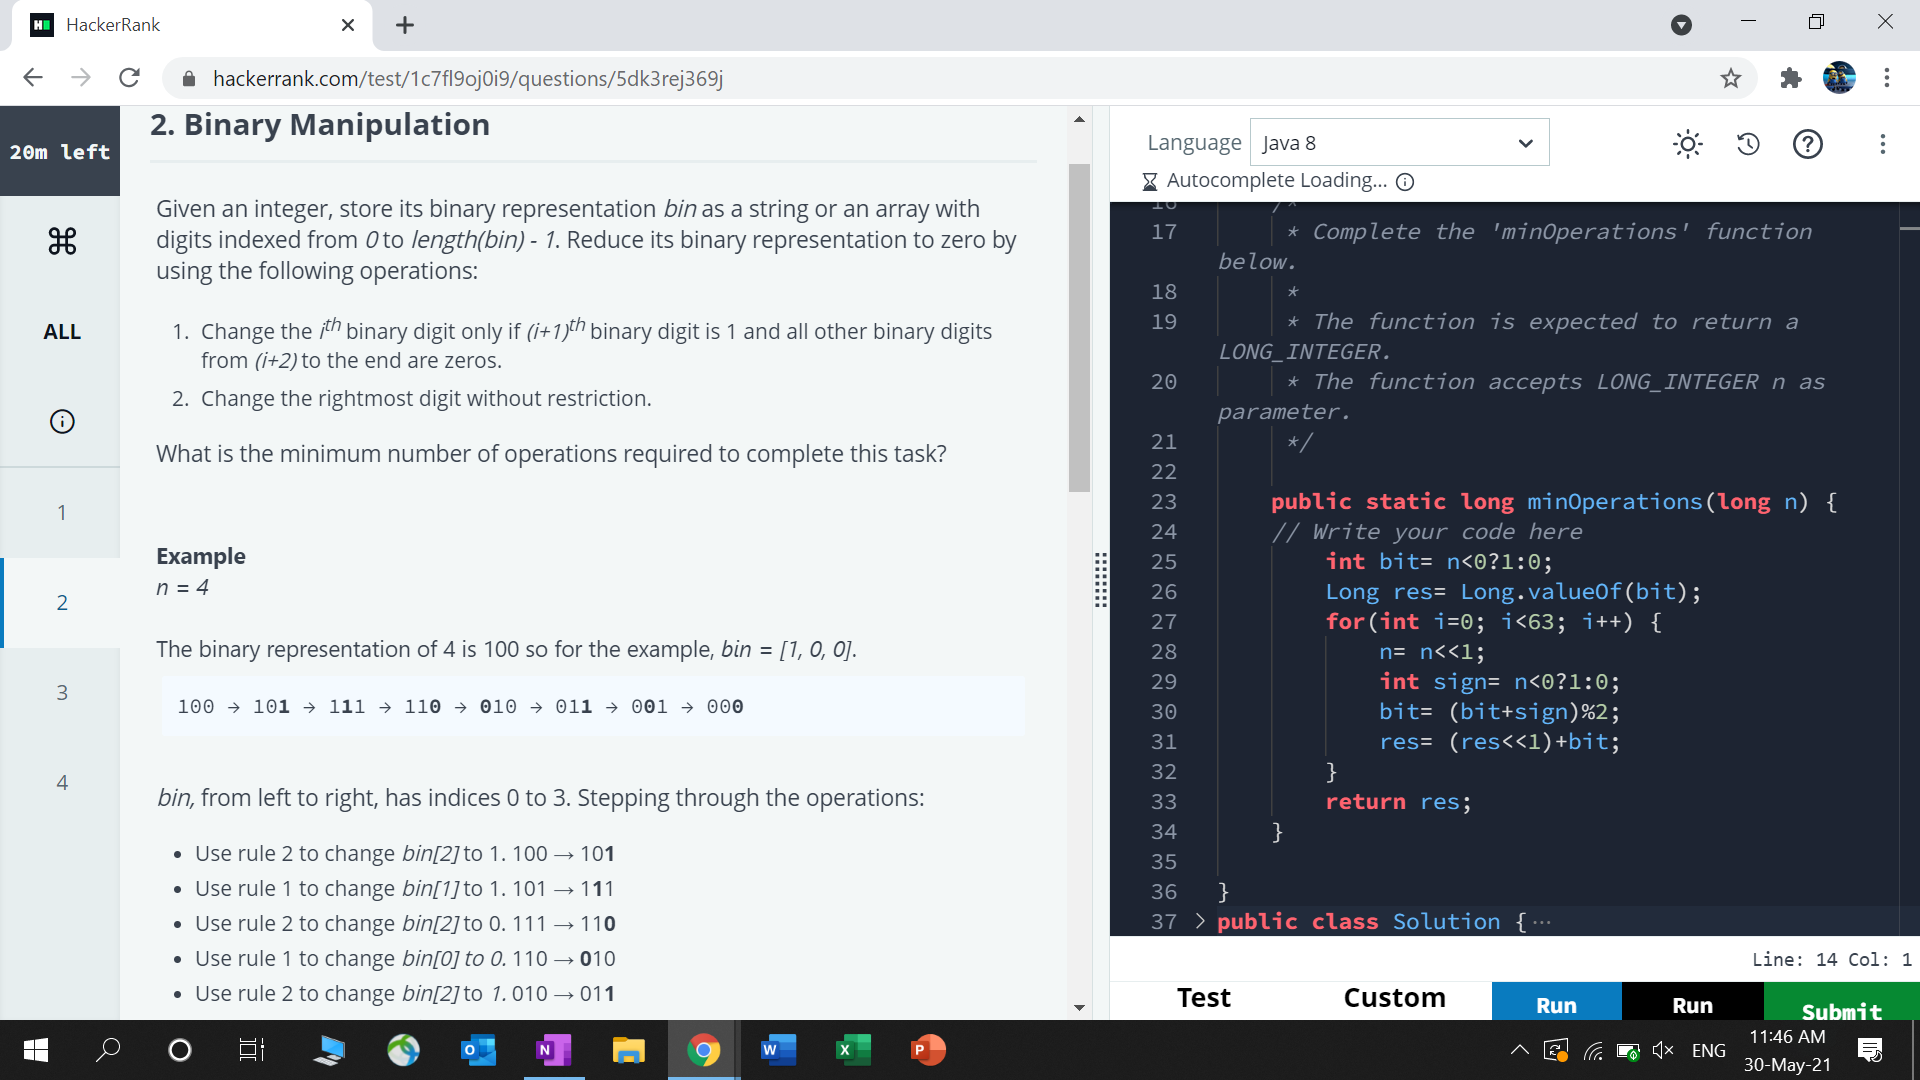 HackerRank
hackerrank.com/test/1c7fl9oj0i9/questions/5dk3rej369j
20m left
ALL
1
2
3
4
2. Binary Manipulation
Given an integer, store its binary representation bin as a string or an array with
digits indexed from 0 to length(bin) - 1. Reduce its binary representation to zero by
using the following operations:
1. Change the ith binary digit only if (i+1)th binary digit is 1 and all other binary digits
from (i+2) to the end are zeros.
2. Change the rightmost digit without restriction.
What is the minimum number of operations required to complete this task?
Example
n = 4
The binary representation of 4 is 100 so for the example, bin = [1, 0, 0].
100 → 101 → 111 → 110 → 010 → 011 → 001 → 000
bin, from left to right, has indices 0 to 3. Stepping through the operations:
• Use rule 2 to change bin[2] to 1. 100 → 101
• Use rule 1 to change bin[1] to 1. 101 → 111
• Use rule 2 to change bin[2] to 0. 111 → 110
• Use rule 1 to change bin[0] to 0. 110 → 010
• Use rule 2 to change bin[2] to 1. 010 → 011
Language Java 8
Autocomplete Loading...
16 /*
17 * Complete the 'minOperations' function
below.
18 *
19 * The function is expected to return a
LONG_INTEGER.
20 * The function accepts LONG_INTEGER n as
parameter.
21 */
22
23 public static long minOperations(long n) {
24 // Write your code here
25 int bit= n<0?1:0;
26 Long res= Long.valueOf(bit);
27 for(int i=0; i<63; i++) {
28 n= n<<1;
29 int sign= n<0?1:0;
30 bit= (bit+sign)%2;
31 res= (res<<1)+bit;
32 }
33 return res;
34 }
35
36 }
37 > public class Solution {···
Line: 14 Col: 1
Test Custom Run Run Submit
ENG
11:46 AM
30-May-21